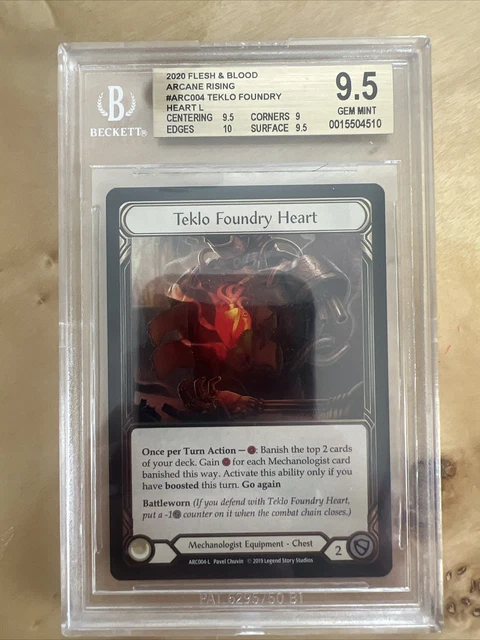 2020 FLESH & BLOOD
ARCANE RISING
#ARC004 TEKLO FOUNDRY
HEART L
CENTERING 9.5 CORNERS 9
EDGES 10 SURFACE 9.5
9.5
GEM MINT
0015504510
B
BECKETT
Teklo Foundry Heart
Once per Turn Action – : Banish the top 2 cards
of your deck. Gain for each Mechanologist card
banished this way. Activate this ability only if you
have boosted this turn. Go again
Battleworn (If you defend with Teklo Foundry Heart,
put a -1 counter on it when the combat chain closes.)
Mechanologist Equipment - Chest
2
ARC004-L Pavel Chuvin © 2019 Legend Story Studios
PAT 6295750 B1